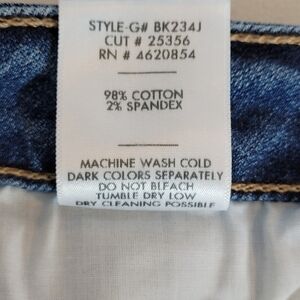 STYLE-G# BK234J
CUT # 25356
RN # 4620854
98% COTTON
2% SPANDEX
MACHINE WASH COLD
DARK COLORS SEPARATELY
DO NOT BLEACH
TUMBLE DRY LOW
DRY CLEANING POSSIBLE